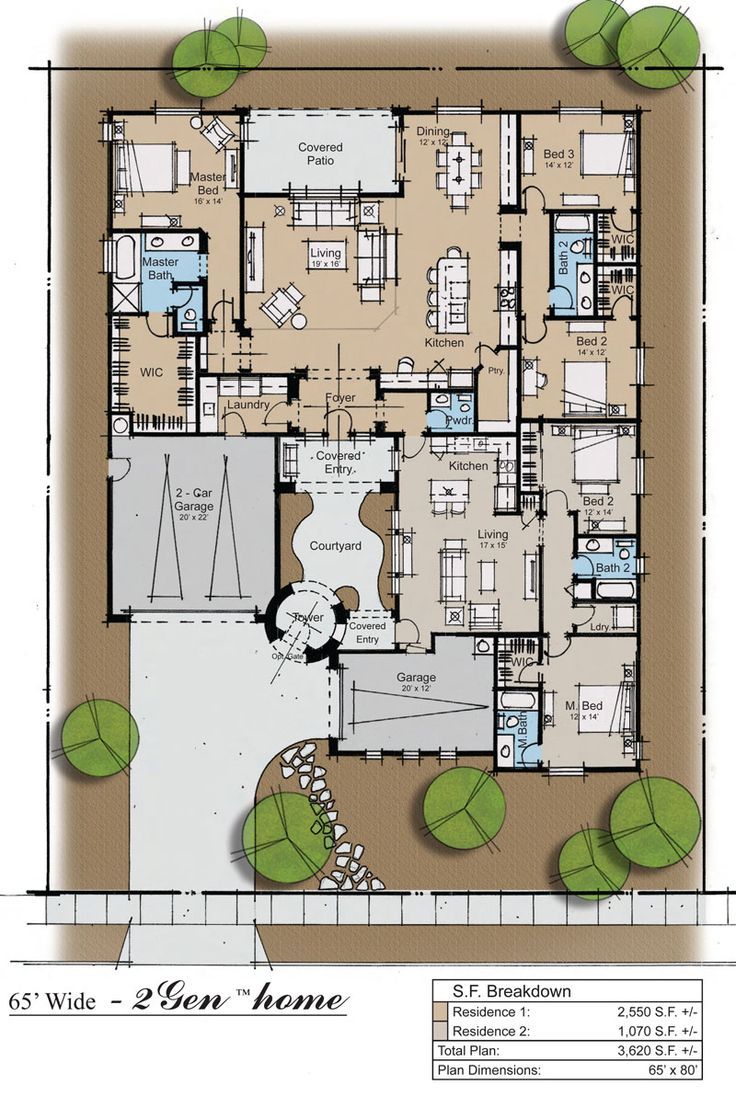 Dining
12' x 12'
Bed 3
14' x 12'
Covered
Patio
Master
Bed
16' x 14'
WIC
Bath 2
Living
19' x 16'
Master
Bath
WIC
Kitchen
Bed 2
14' x 12'
Ptry.
WIC
Foyer
Laundry
Pwdr.
Covered
Entry
Kitchen
2 - Car
Garage
20' x 22'
Bed 2
12' x 14'
Living
17' x 15'
Courtyard
Bath 2
Tower
Covered
Entry
Ldry.
Opt. Gate
WIC
Garage
20' x 12'
M. Bed
12 x 14'
M. Bath
65' Wide - 2Gen ™ home
S.F. Breakdown
Residence 1: 2,550 S.F. +/-
Residence 2: 1,070 S.F. +/-
Total Plan: 3,620 S.F. +/-
Plan Dimensions: 65' x 80'